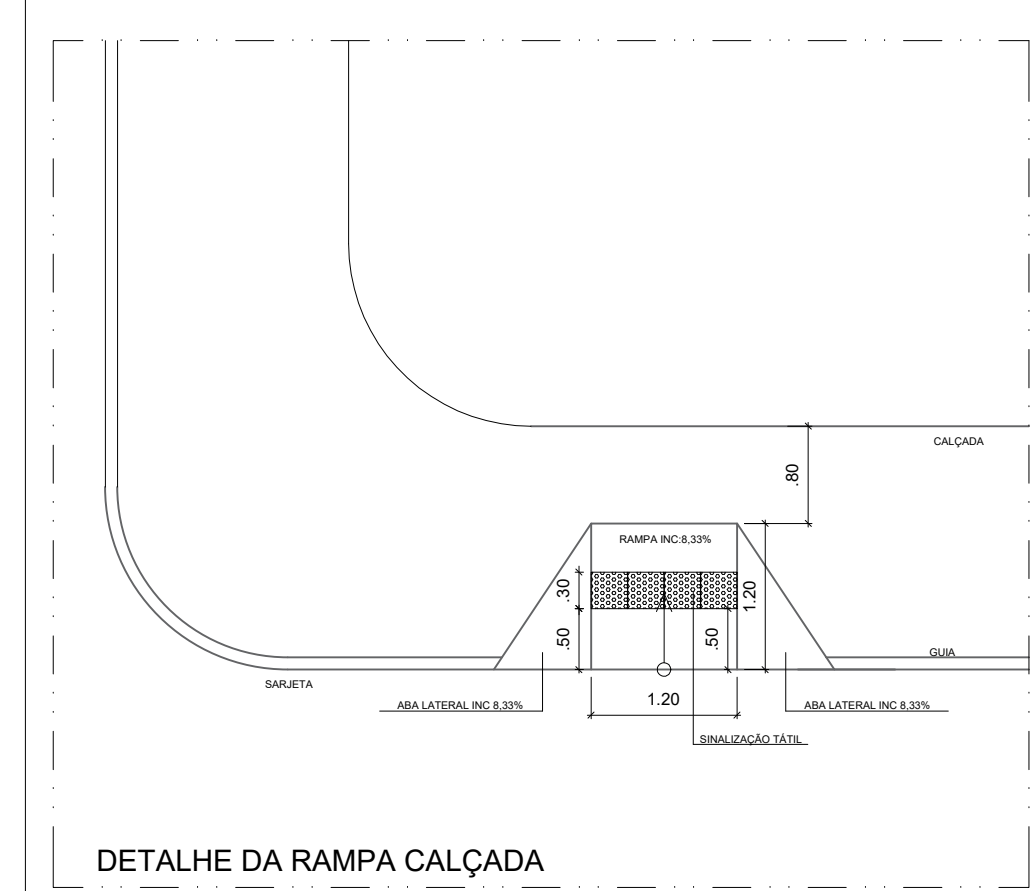 CALÇADA
.80
RAMPA INC:8,33%
.30
1.20
.50
.50
GUIA
SARJETA
1.20
ABA LATERAL INC 8,33%
ABA LATERAL INC 8,33%
SINALIZAÇÃO TÁTIL
DETALHE DA RAMPA CALÇADA